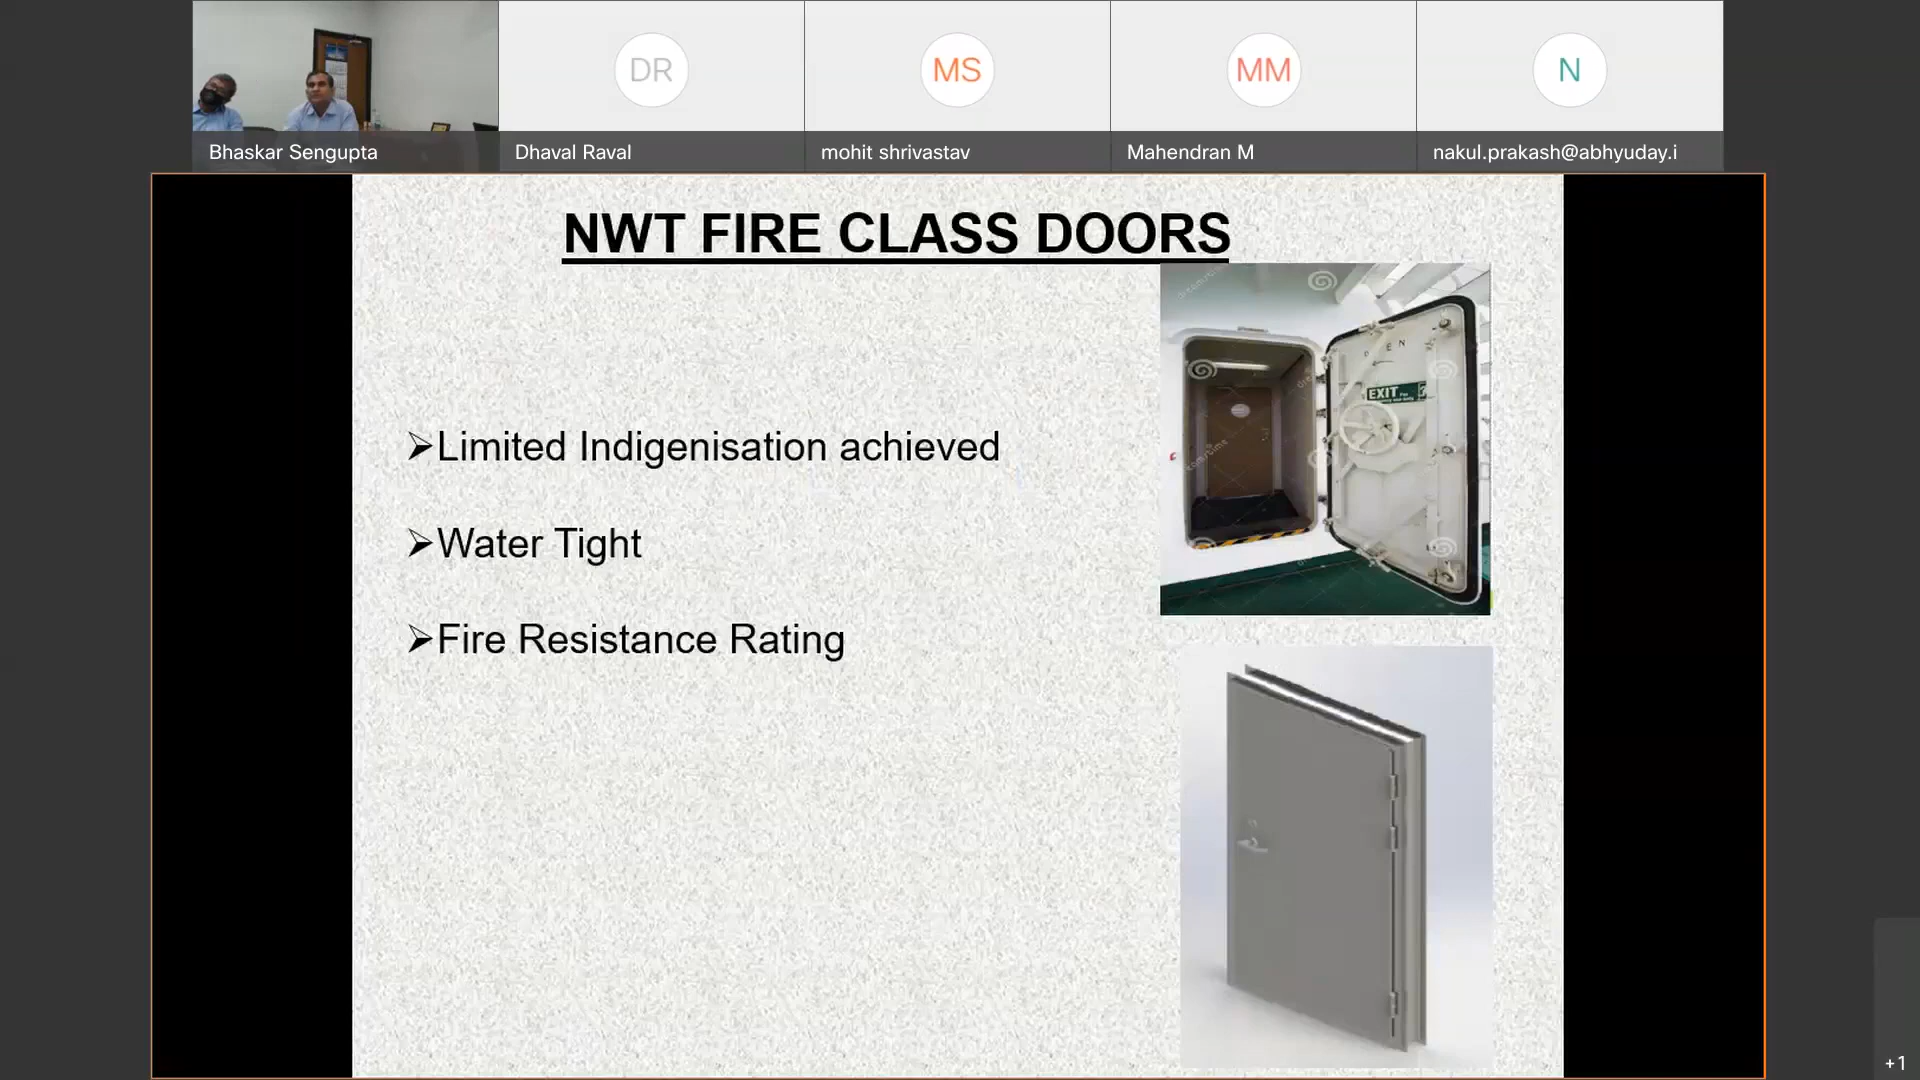 DR
MS
MM
N
Bhaskar Sengupta
Dhaval Raval
mohit shrivastav
Mahendran M
nakul.prakash@abhyuday.i
NWT FIRE CLASS DOORS
➢Limited Indigenisation achieved
➢Water Tight
➢Fire Resistance Rating
EXIT
+1